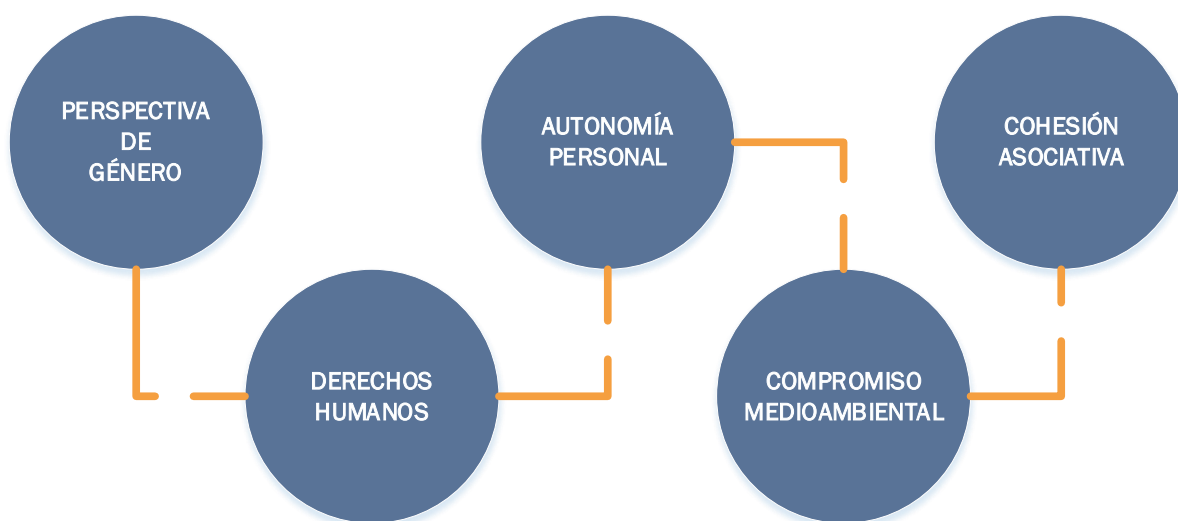 PERSPECTIVA
DE
GÉNERO
DERECHOS
HUMANOS
AUTONOMÍA
PERSONAL
COMPROMISO
MEDIOAMBIENTAL
COHESIÓN
ASOCIATIVA